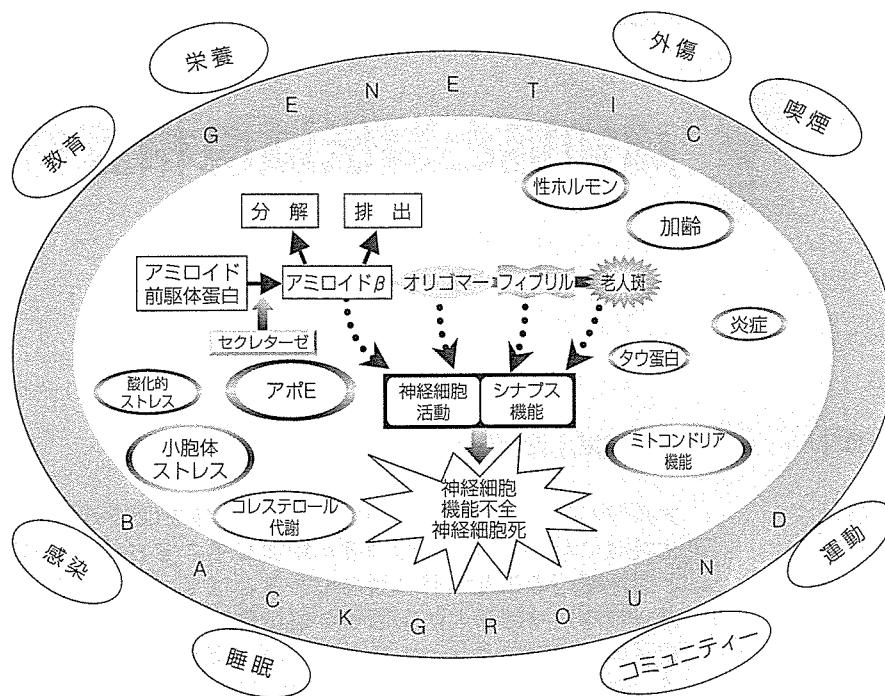 栄養
外傷
教育
喫煙
GENETIC
性ホルモン
加齢
分解
排出
アミロイド
前駆体蛋白
アミロイドβ
オリゴマー
フィブリル
老人斑
炎症
セクレターゼ
タウ蛋白
酸化的
ストレス
アポE
神経細胞
活動
シナプス
機能
小胞体
ストレス
ミトコンドリア
機能
コレステロール
代謝
神経細胞
機能不全
神経細胞死
BACKGROUND
感染
運動
睡眠
コミュニティー